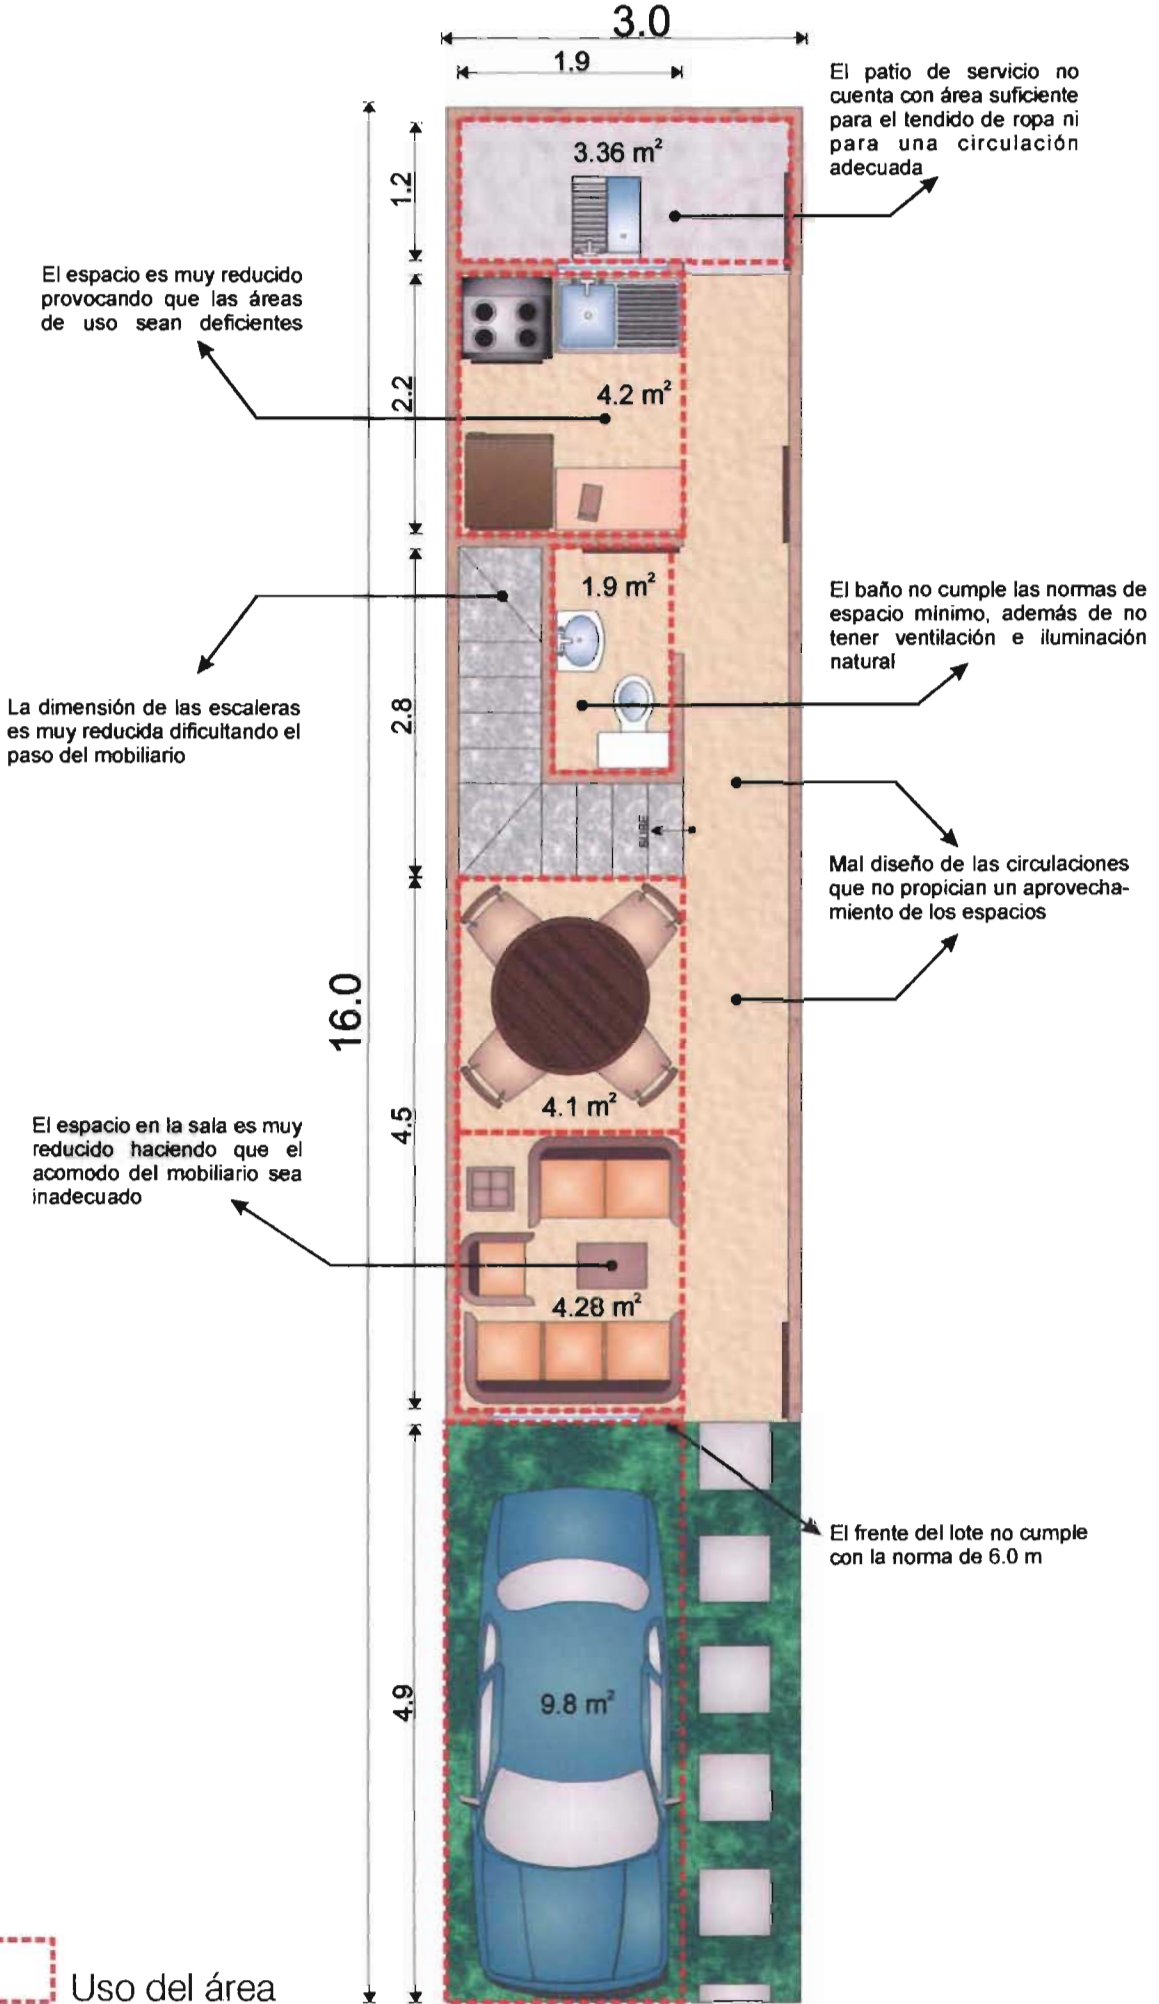 3.0
1.9
El patio de servicio no
cuenta con área suficiente
para el tendido de ropa ni
para una circulación
adecuada
3.36 m²
1.2
El espacio es muy reducido
provocando que las áreas
de uso sean deficientes
2.2
4.2 m²
1.9 m²
El baño no cumple las normas de
espacio mínimo, además de no
tener ventilación e iluminación
natural
La dimensión de las escaleras
es muy reducida dificultando el
paso del mobiliario
2.8
SUBE
Mal diseño de las circulaciones
que no propician un aprovecha-
miento de los espacios
16.0
4.1 m²
4.5
El espacio en la sala es muy
reducido haciendo que el
acomodo del mobiliario sea
inadecuado
4.28 m²
El frente del lote no cumple
con la norma de 6.0 m
4.9
9.8 m²
Uso del área